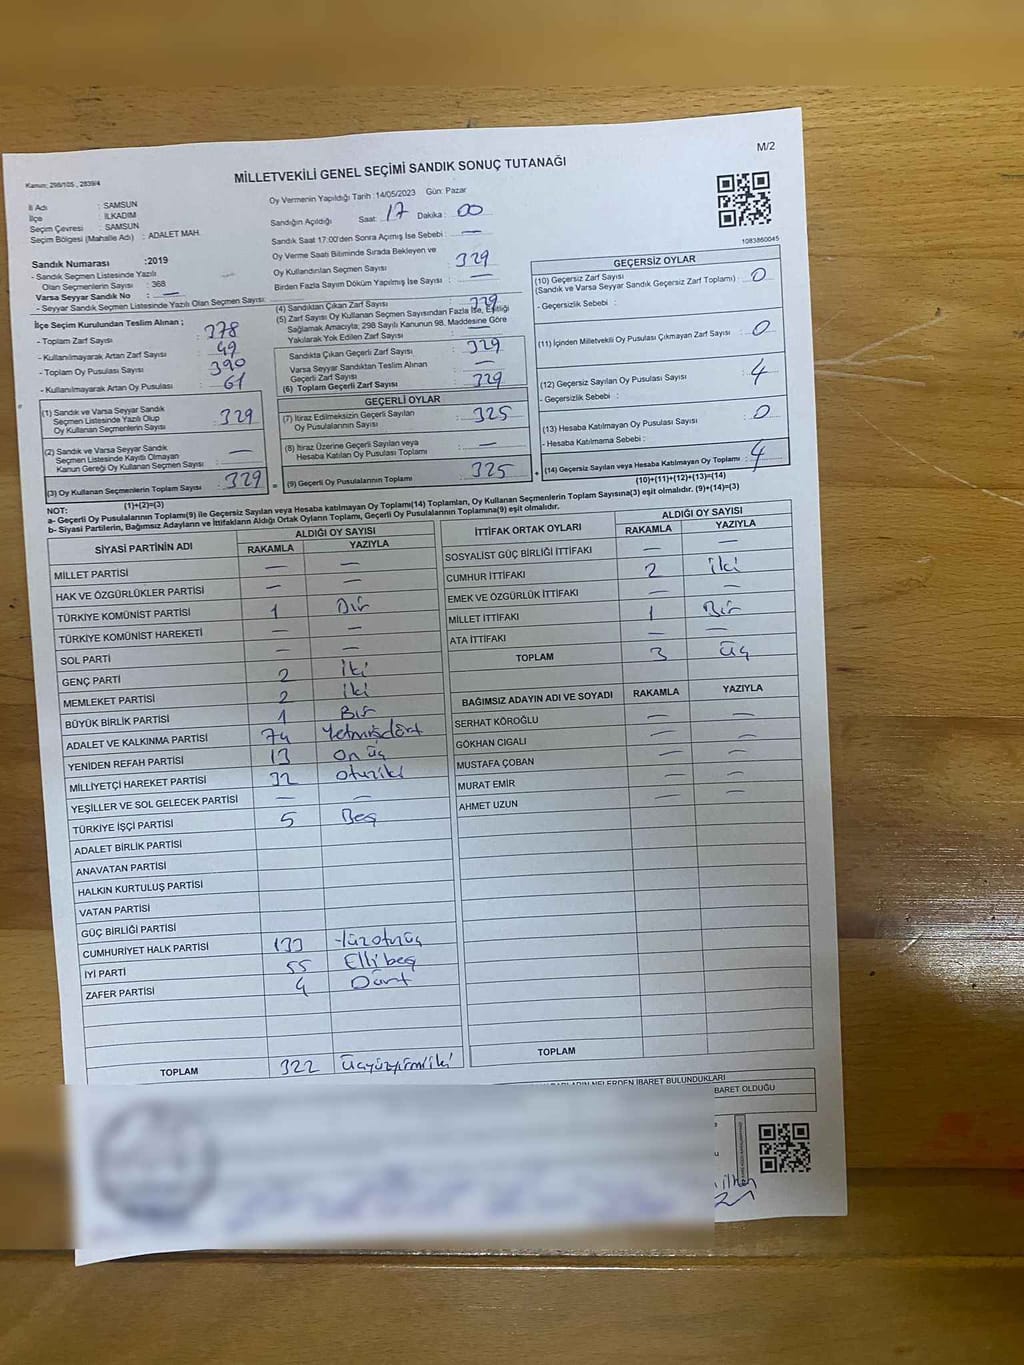 M/2
Kanun: 298/105 , 2839/4
MİLLETVEKİLİ GENEL SEÇİMİ SANDIK SONUÇ TUTANAĞI
İl Adı : SAMSUN
İlçe : İLKADIM
Seçim Çevresi : SAMSUN
Seçim Bölgesi (Mahalle Adı) : ADALET MAH.
Oy Vermenin Yapıldığı Tarih :14/05/2023 Gün: Pazar
Sandığın Açıldığı Saat: 17 Dakika : 00
Sandık Saat 17:00'den Sonra Açımış İse Sebebi : —
Oy Verme Saati Bitiminde Sırada Bekleyen ve
Oy Kullandırılan Seçmen Sayısı : 329
Birden Fazla Sayım Döküm Yapılmış İse Sayısı : —
1083860045
Sandık Numarası :2019
- Sandık Seçmen Listesinde Yazılı
Olan Seçmenlerin Sayısı : 368
Varsa Seyyar Sandık No : —
- Seyyar Sandık Seçmen Listesinde Yazılı Olan Seçmen Sayısı:
İlçe Seçim Kurulundan Teslim Alınan ;
- Toplam Zarf Sayısı : 378
- Kullanılmayarak Artan Zarf Sayısı : 49
- Toplam Oy Pusulası Sayısı : 390
- Kullanılmayarak Artan Oy Pusulası : 61
(1) Sandık ve Varsa Seyyar Sandık
Seçmen Listesinde Yazılı Olup
Oy Kullanan Seçmenlerin Sayısı : 329
(2) Sandık ve Varsa Seyyar Sandık
Seçmen Listesinde Kayıtlı Olmayan
Kanun Gereği Oy Kullanan Seçmen Sayısı : —
(3) Oy Kullanan Seçmenlerin Toplam Sayısı : 329
(1)+(2)=(3)
(4) Sandıktan Çıkan Zarf Sayısı : 329
(5) Zarf Sayısı Oy Kullanan Seçmen Sayısından Fazla İse, Eşitliği
Sağlamak Amacıyla; 298 Sayılı Kanunun 98. Maddesine Göre
Yakılarak Yok Edilen Zarf Sayısı : —
Sandıkta Çıkan Geçerli Zarf Sayısı : 329
Varsa Seyyar Sandıktan Teslim Alınan
Geçerli Zarf Sayısı : —
(6) Toplam Geçerli Zarf Sayısı : 329
GEÇERLİ OYLAR
(7) İtiraz Edilmeksizin Geçerli Sayılan
Oy Pusulalarının Sayısı : 325
(8) İtiraz Üzerine Geçerli Sayılan veya
Hesaba Katılan Oy Pusulası Toplamı : —
= (9) Geçerli Oy Pusulalarının Toplamı : 325 +
GEÇERSİZ OYLAR
(10) Geçersiz Zarf Sayısı
(Sandık ve Varsa Seyyar Sandık Geçersiz Zarf Toplamı) : 0
- Geçersizlik Sebebi :
(11) İçinden Milletvekili Oy Pusulası Çıkmayan Zarf Sayısı : 0
(12) Geçersiz Sayılan Oy Pusulası Sayısı : 4
- Geçersizlik Sebebi :
(13) Hesaba Katılmayan Oy Pusulası Sayısı : 0
- Hesaba Katılmama Sebebi :
(14) Geçersiz Sayılan veya Hesaba Katılmayan Oy Toplamı : 4
(10)+(11)+(12)+(13)=(14)
NOT:
a- Geçerli Oy Pusulalarının Toplamı(9) ile Geçersiz Sayılan veya Hesaba katılmayan Oy Toplamı(14) Toplamları, Oy Kullanan Seçmenlerin Toplam Sayısına(3) eşit olmalıdır. (9)+(14)=(3)
b- Siyasi Partilerin, Bağımsız Adayların ve İttifakların Aldığı Ortak Oyların Toplamı, Geçerli Oy Pusulalarının Toplamına(9) eşit olmalıdır.
SİYASİ PARTİNİN ADI ALDIĞI OY SAYISI
RAKAMLA YAZIYLA
MİLLET PARTİSİ — —
HAK VE ÖZGÜRLÜKLER PARTİSİ — —
TÜRKİYE KOMÜNİST PARTİSİ 1 Bir
TÜRKİYE KOMÜNİST HAREKETİ — —
SOL PARTİ — —
GENÇ PARTİ 2 İki
MEMLEKET PARTİSİ 2 İki
BÜYÜK BİRLİK PARTİSİ 1 Bir
ADALET VE KALKINMA PARTİSİ 74 Yetmişdört
YENİDEN REFAH PARTİSİ 13 On üç
MİLLİYETÇİ HAREKET PARTİSİ 32 otuziki
YEŞİLLER VE SOL GELECEK PARTİSİ — —
TÜRKİYE İŞÇİ PARTİSİ 5 Beş
ADALET BİRLİK PARTİSİ
ANAVATAN PARTİSİ
HALKIN KURTULUŞ PARTİSİ
VATAN PARTİSİ
GÜÇ BİRLİĞİ PARTİSİ
CUMHURİYET HALK PARTİSİ 133 Yüzotuzüç
İYİ PARTİ 55 Ellibeş
ZAFER PARTİSİ 4 Dört
TOPLAM 322 Üçyüzyirmiiki
İTTİFAK ORTAK OYLARI ALDIĞI OY SAYISI
RAKAMLA YAZIYLA
SOSYALİST GÜÇ BİRLİĞİ İTTİFAKI — —
CUMHUR İTTİFAKI 2 İki
EMEK VE ÖZGÜRLÜK İTTİFAKI — —
MİLLET İTTİFAKI 1 Bir
ATA İTTİFAKI — —
TOPLAM 3 Üç
BAĞIMSIZ ADAYIN ADI VE SOYADI RAKAMLA YAZIYLA
SERHAT KÖROĞLU — —
GÖKHAN CIGALI — —
MUSTAFA ÇOBAN — —
MURAT EMİR — —
AHMET UZUN — —
TOPLAM
NELERDEN İBARET BULUNDUKLARI
BARET OLDUĞU